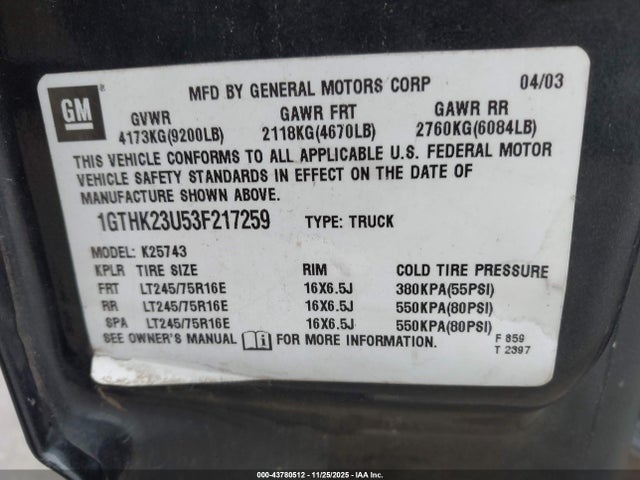 GM
MFD BY GENERAL MOTORS CORP 04/03
GVWR GAWR FRT GAWR RR
4173KG(9200LB) 2118KG(4670LB) 2760KG(6084LB)
THIS VEHICLE CONFORMS TO ALL APPLICABLE U.S. FEDERAL MOTOR
VEHICLE SAFETY STANDARDS IN EFFECT ON THE DATE OF
MANUFACTURE SHOWN ABOVE.
1GTHK23U53F217259 TYPE: TRUCK
MODEL: K25743
KPLR TIRE SIZE RIM COLD TIRE PRESSURE
FRT LT245/75R16E 16X6.5J 380KPA(55PSI)
RR LT245/75R16E 16X6.5J 550KPA(80PSI)
SPA LT245/75R16E 16X6.5J 550KPA(80PSI)
SEE OWNER'S MANUAL i FOR MORE INFORMATION.
F 859
T 2397
000-43780512 - 11/25/2025 - iaai.com